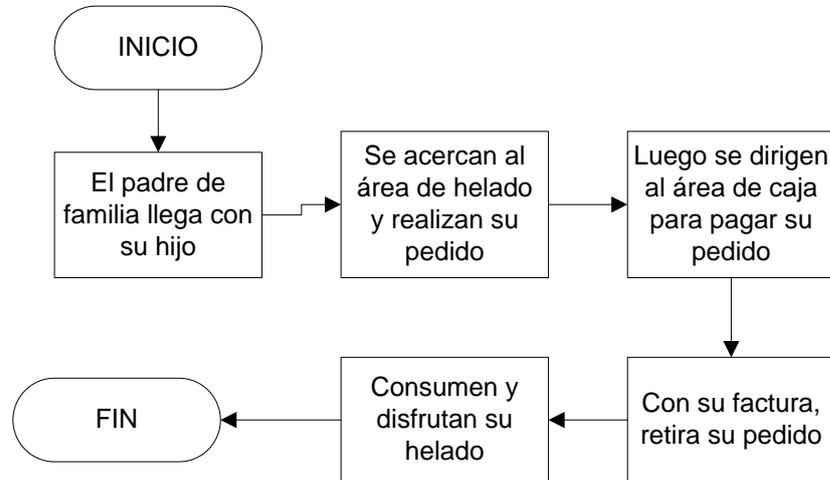 INICIO
El padre de
familia llega con
su hijo
Se acercan al
área de helado
y realizan su
pedido
Luego se dirigen
al área de caja
para pagar su
pedido
Con su factura,
retira su pedido
Consumen y
disfrutan su
helado
FIN